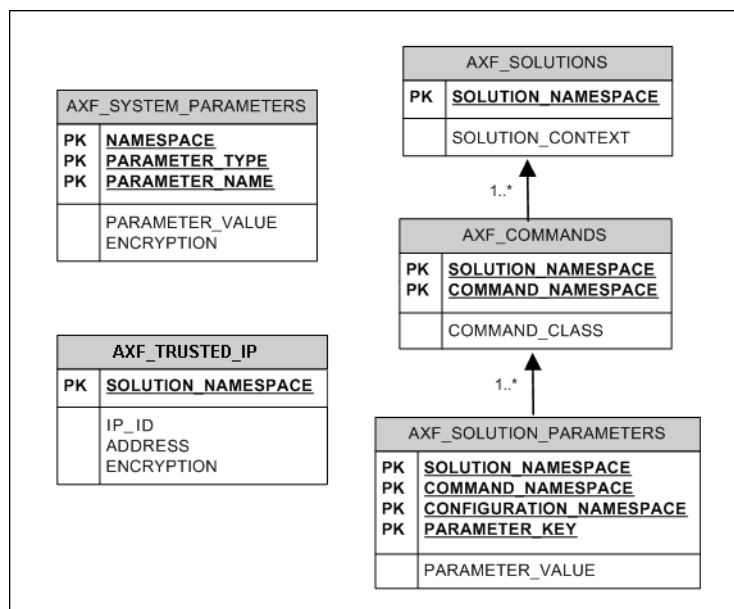 AXF_SYSTEM_PARAMETERS
PK NAMESPACE
PK PARAMETER_TYPE
PK PARAMETER_NAME
PARAMETER_VALUE
ENCRYPTION
AXF_TRUSTED_IP
PK SOLUTION_NAMESPACE
IP_ID
ADDRESS
ENCRYPTION
AXF_SOLUTIONS
PK SOLUTION_NAMESPACE
SOLUTION_CONTEXT
1..*
AXF_COMMANDS
PK SOLUTION_NAMESPACE
PK COMMAND_NAMESPACE
COMMAND_CLASS
1..*
AXF_SOLUTION_PARAMETERS
PK SOLUTION_NAMESPACE
PK COMMAND_NAMESPACE
PK CONFIGURATION_NAMESPACE
PK PARAMETER_KEY
PARAMETER_VALUE